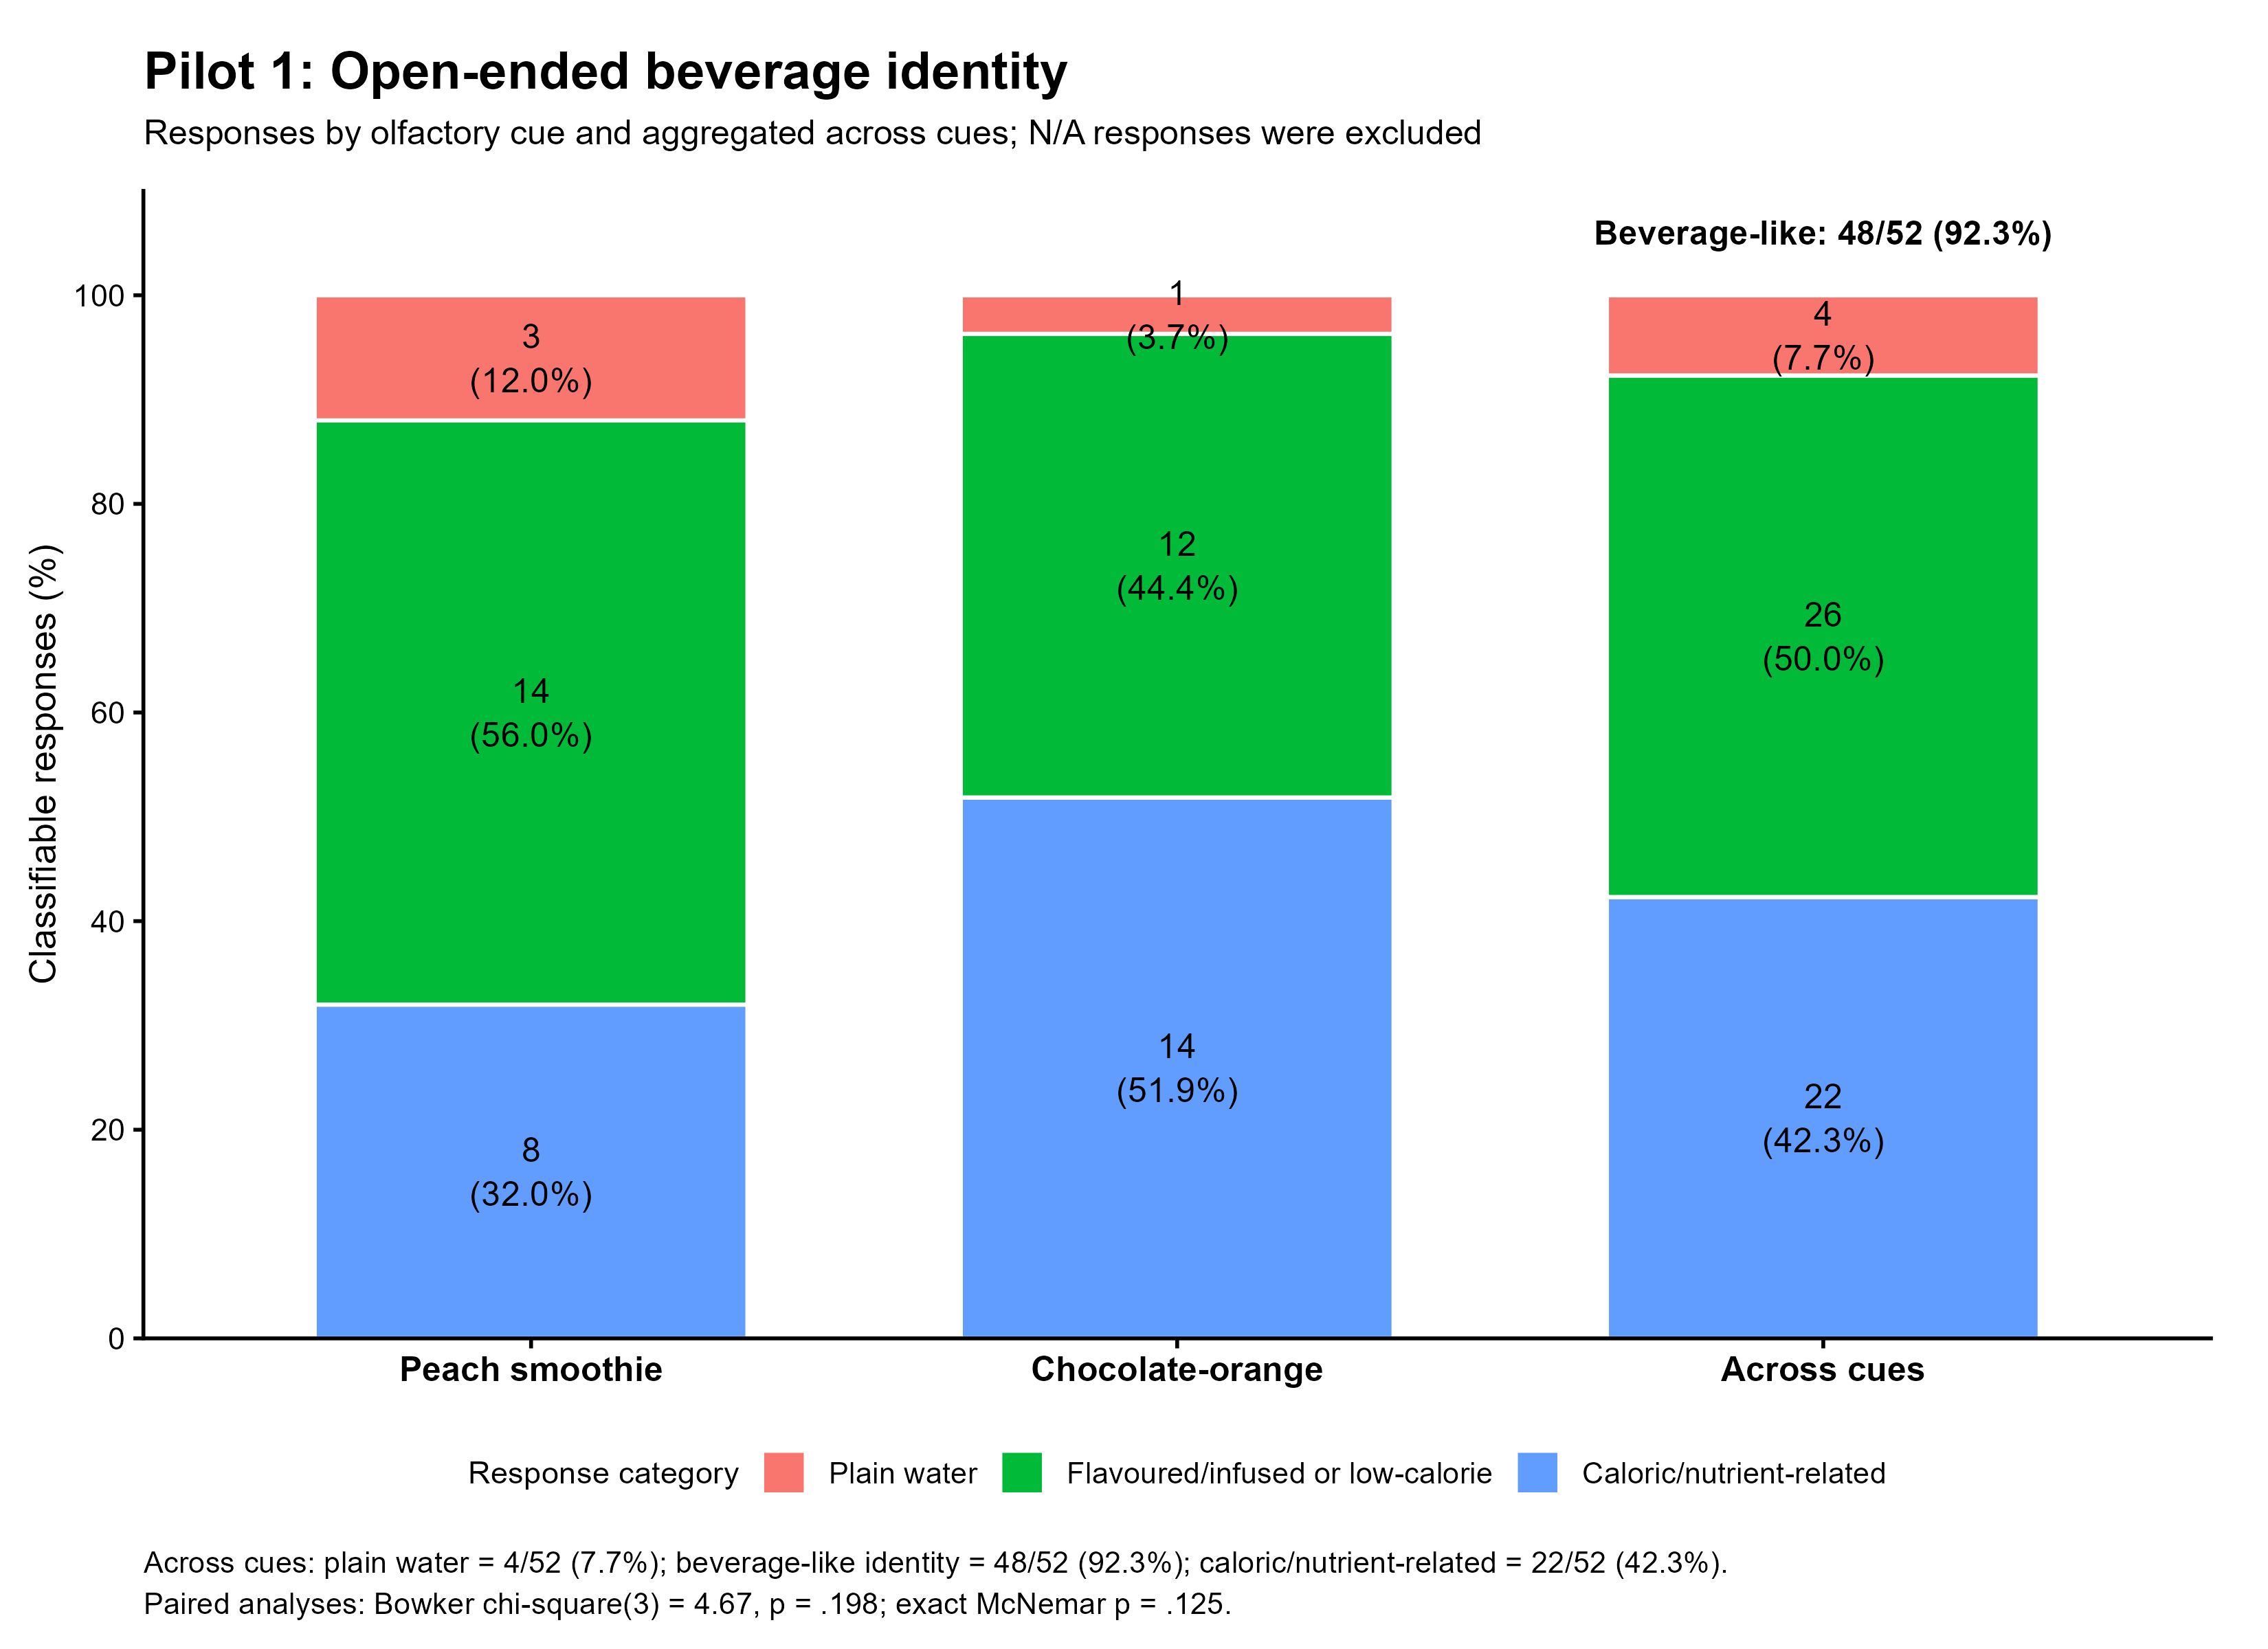 Pilot 1: Open-ended beverage identity
Responses by olfactory cue and aggregated across cues; N/A responses were excluded
Beverage-like: 48/52 (92.3%)
Classifiable responses (%)
100
80
60
40
20
0
3
(12.0%)
14
(56.0%)
8
(32.0%)
1
(3.7%)
12
(44.4%)
14
(51.9%)
4
(7.7%)
26
(50.0%)
22
(42.3%)
Peach smoothie
Chocolate-orange
Across cues
Response category
Plain water
Flavoured/infused or low-calorie
Caloric/nutrient-related
Across cues: plain water = 4/52 (7.7%); beverage-like identity = 48/52 (92.3%); caloric/nutrient-related = 22/52 (42.3%).
Paired analyses: Bowker chi-square(3) = 4.67, p = .198; exact McNemar p = .125.